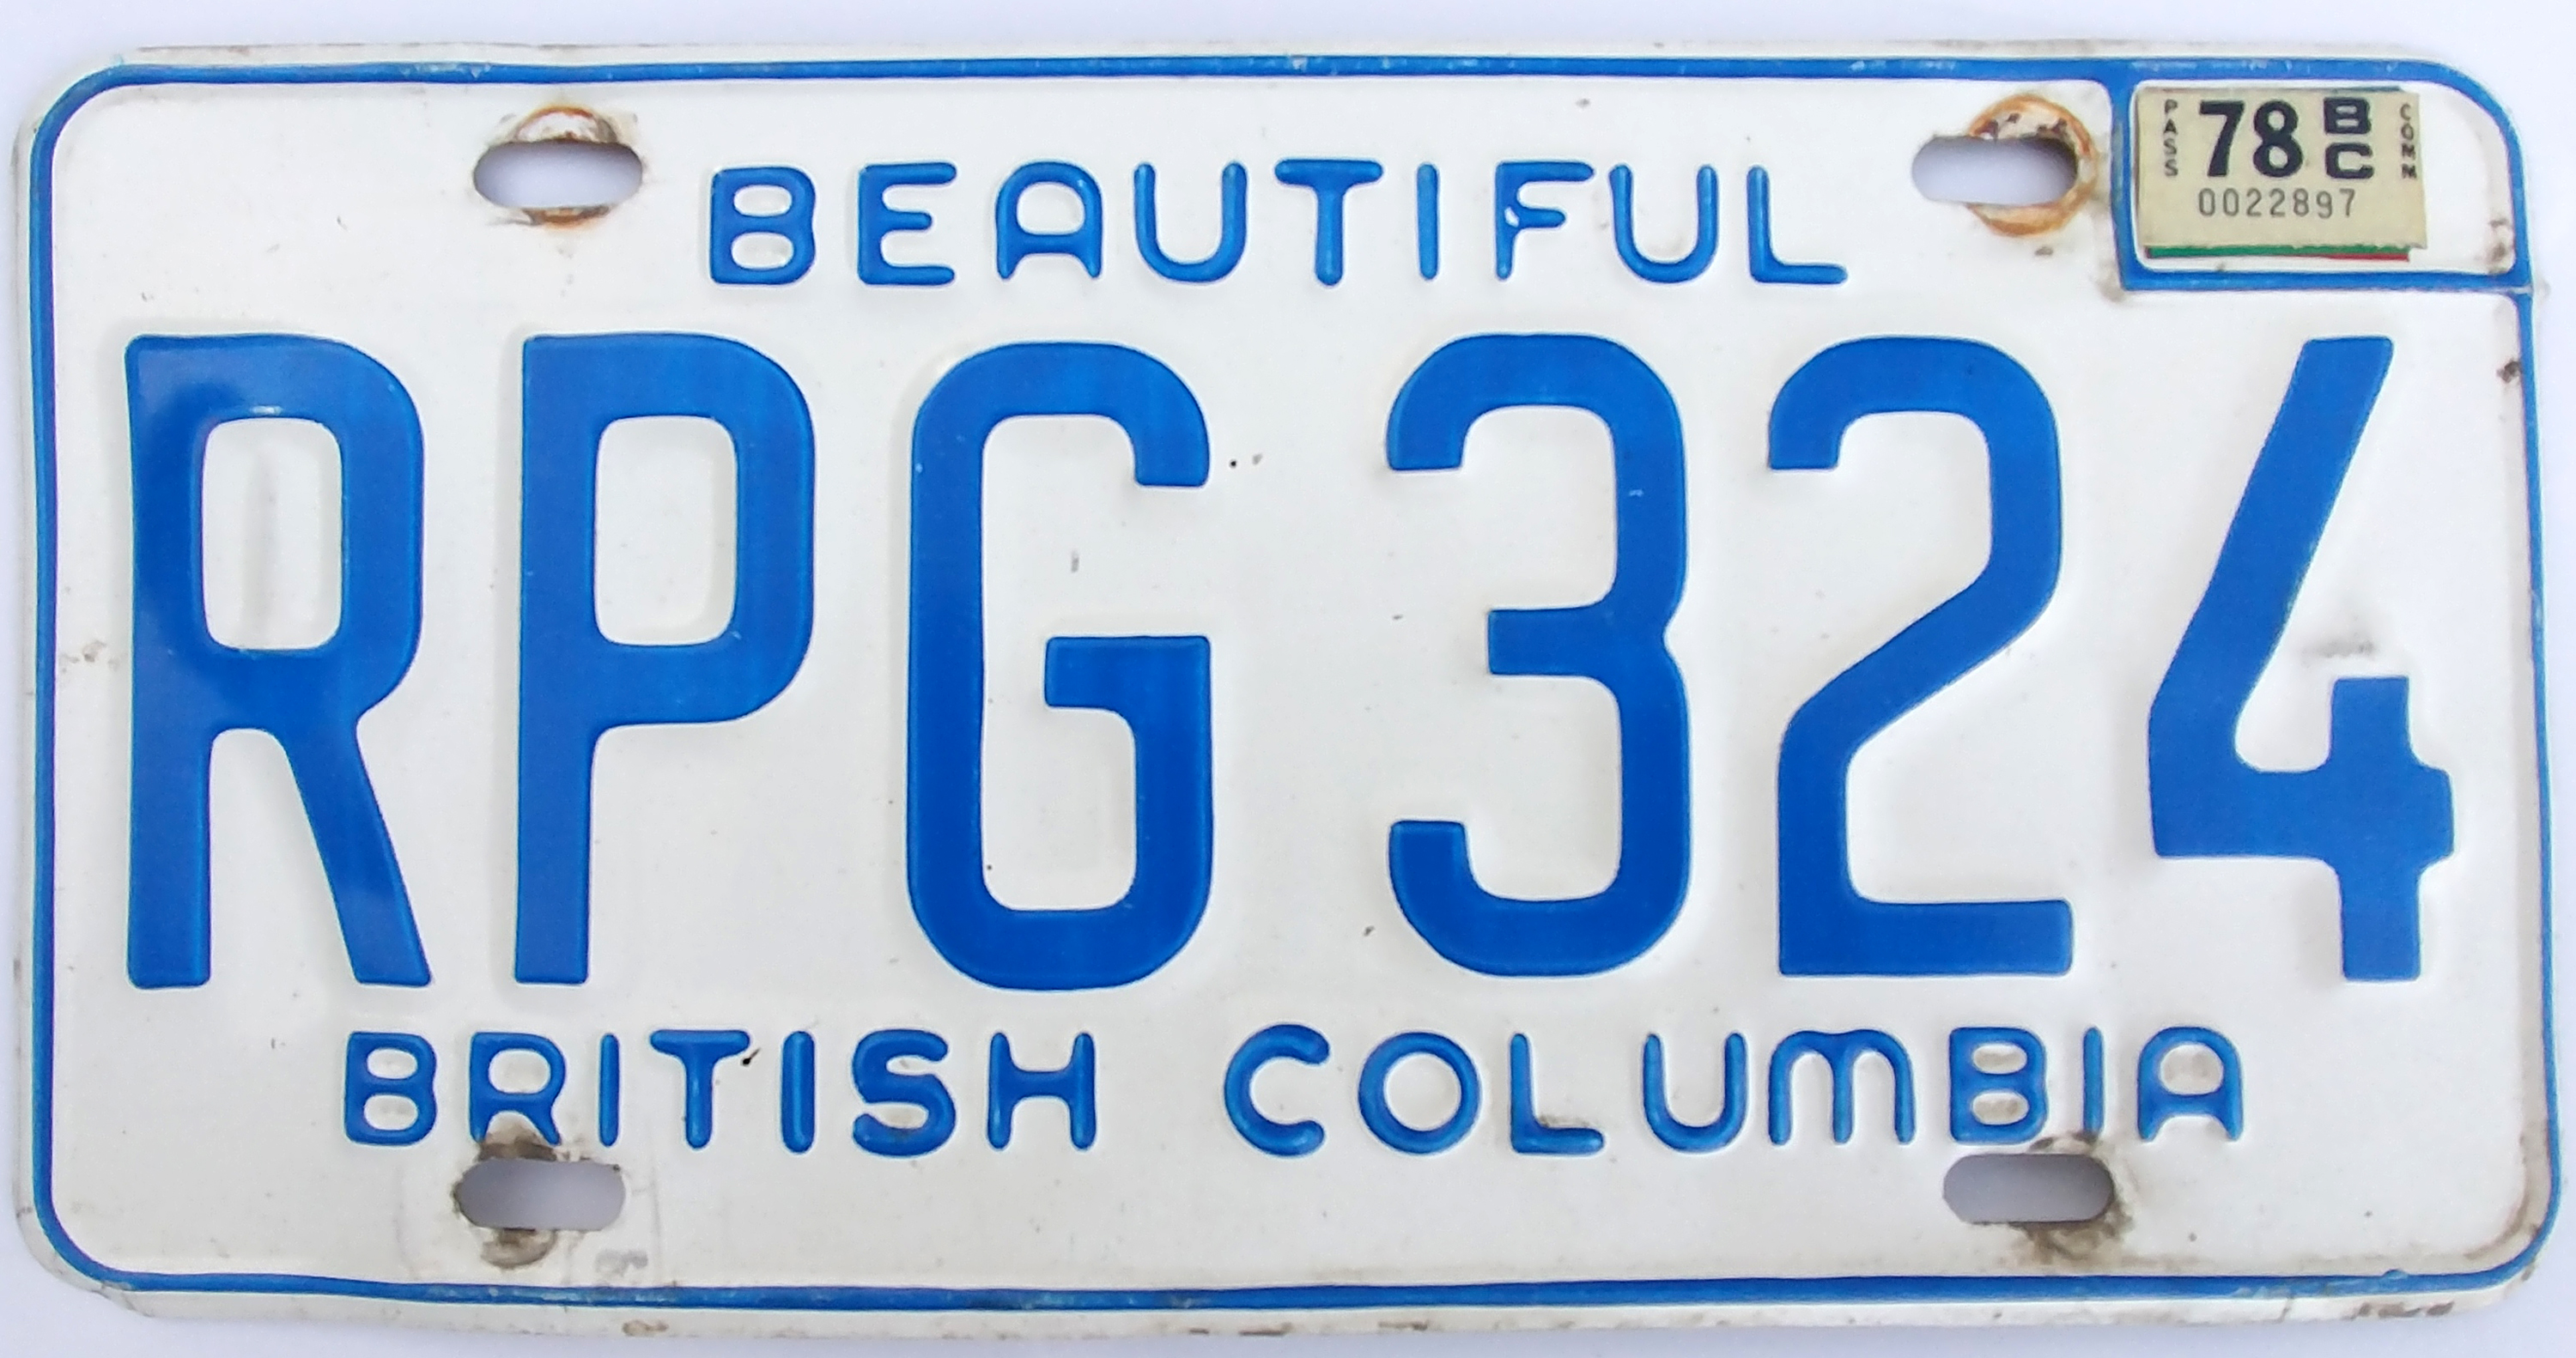 BEAUTIFUL
PASS 78 BC COMM
0022897
RPG 324
BRITISH COLUMBIA